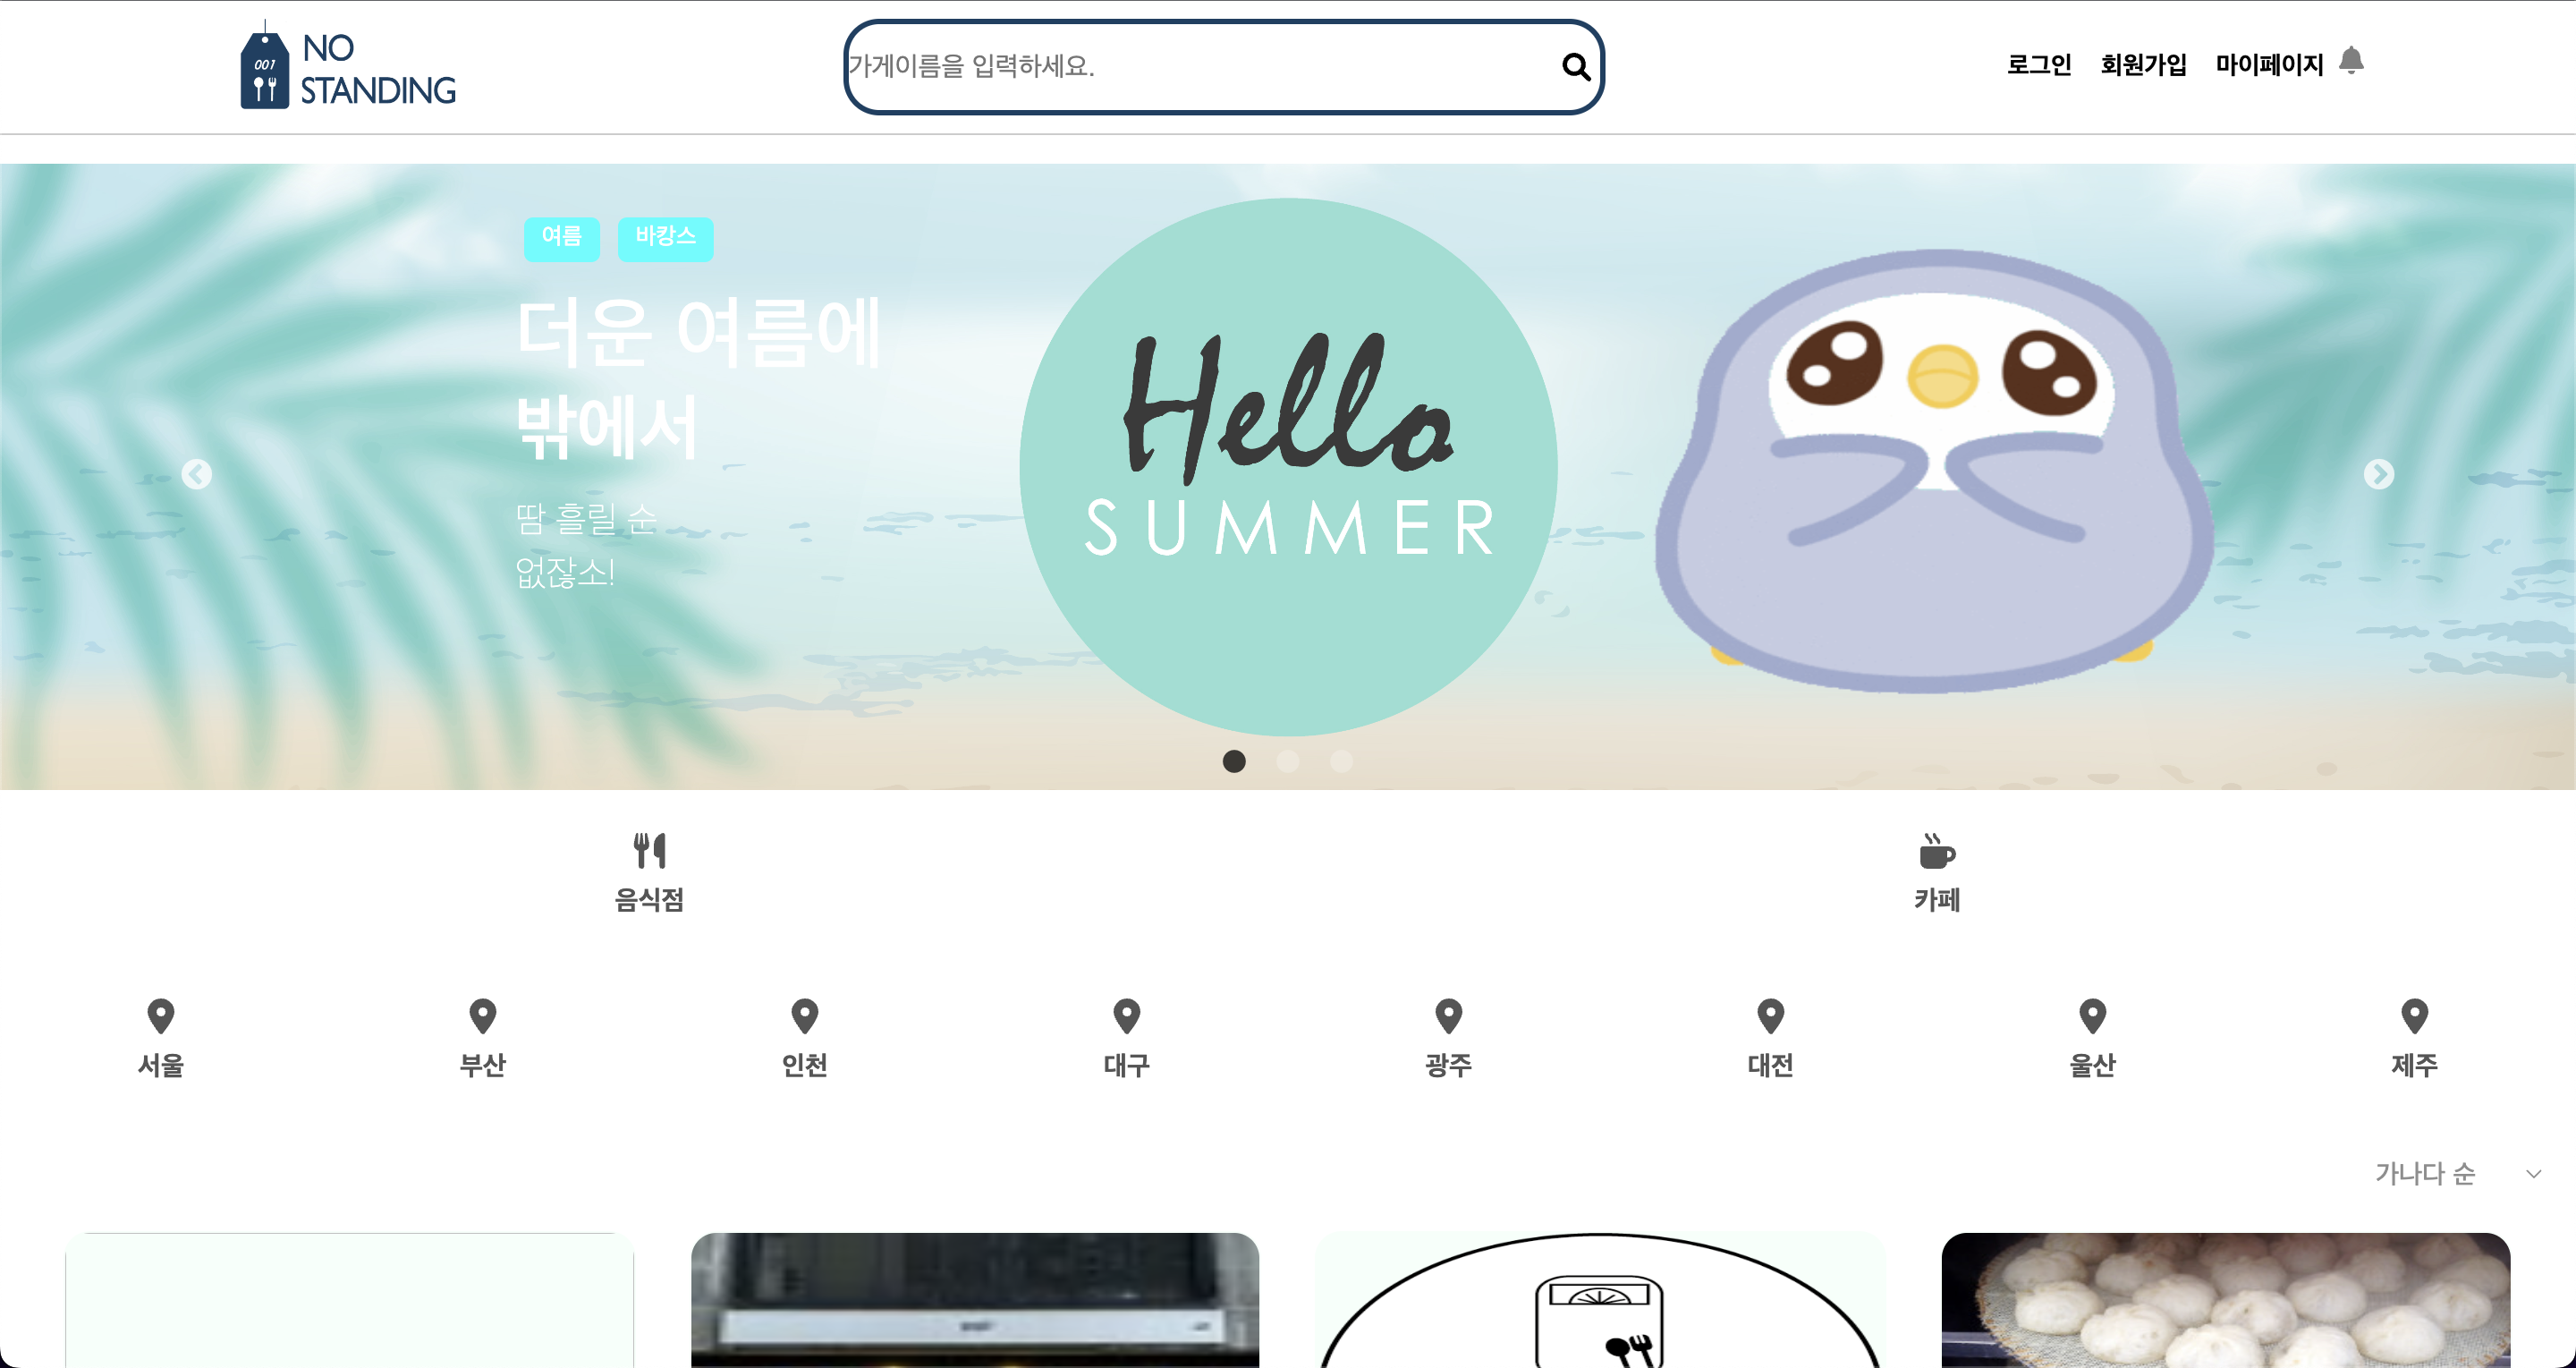 001
NO
STANDING
가게이름을 입력하세요.
로그인 회원가입 마이페이지
여름 바캉스
더운 여름에
밖에서
땀 흘릴 순
없잖소!
Hello
SUMMER
음식점 카페
서울 부산 인천 대구 광주 대전 울산 제주
가나다 순